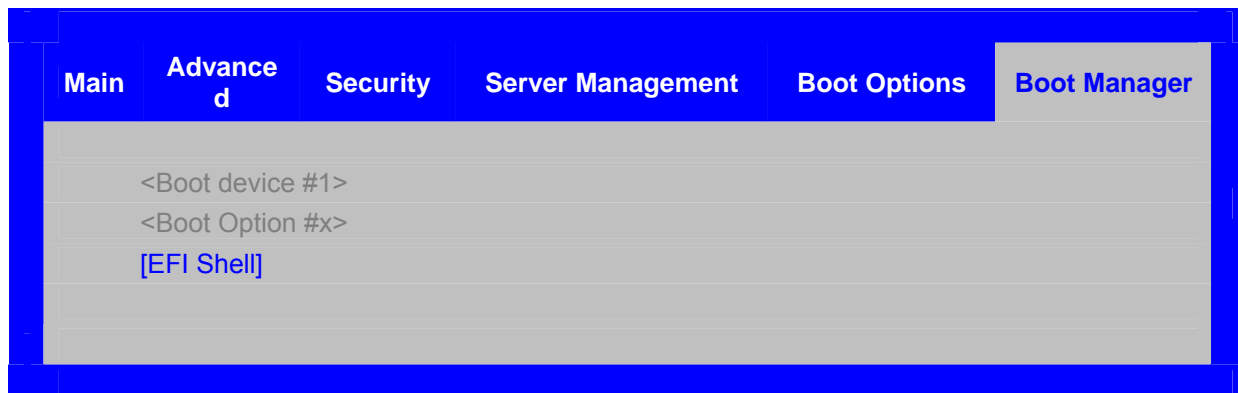 Main Advance
d Security Server Management Boot Options Boot Manager
<Boot device #1>
<Boot Option #x>
[EFI Shell]